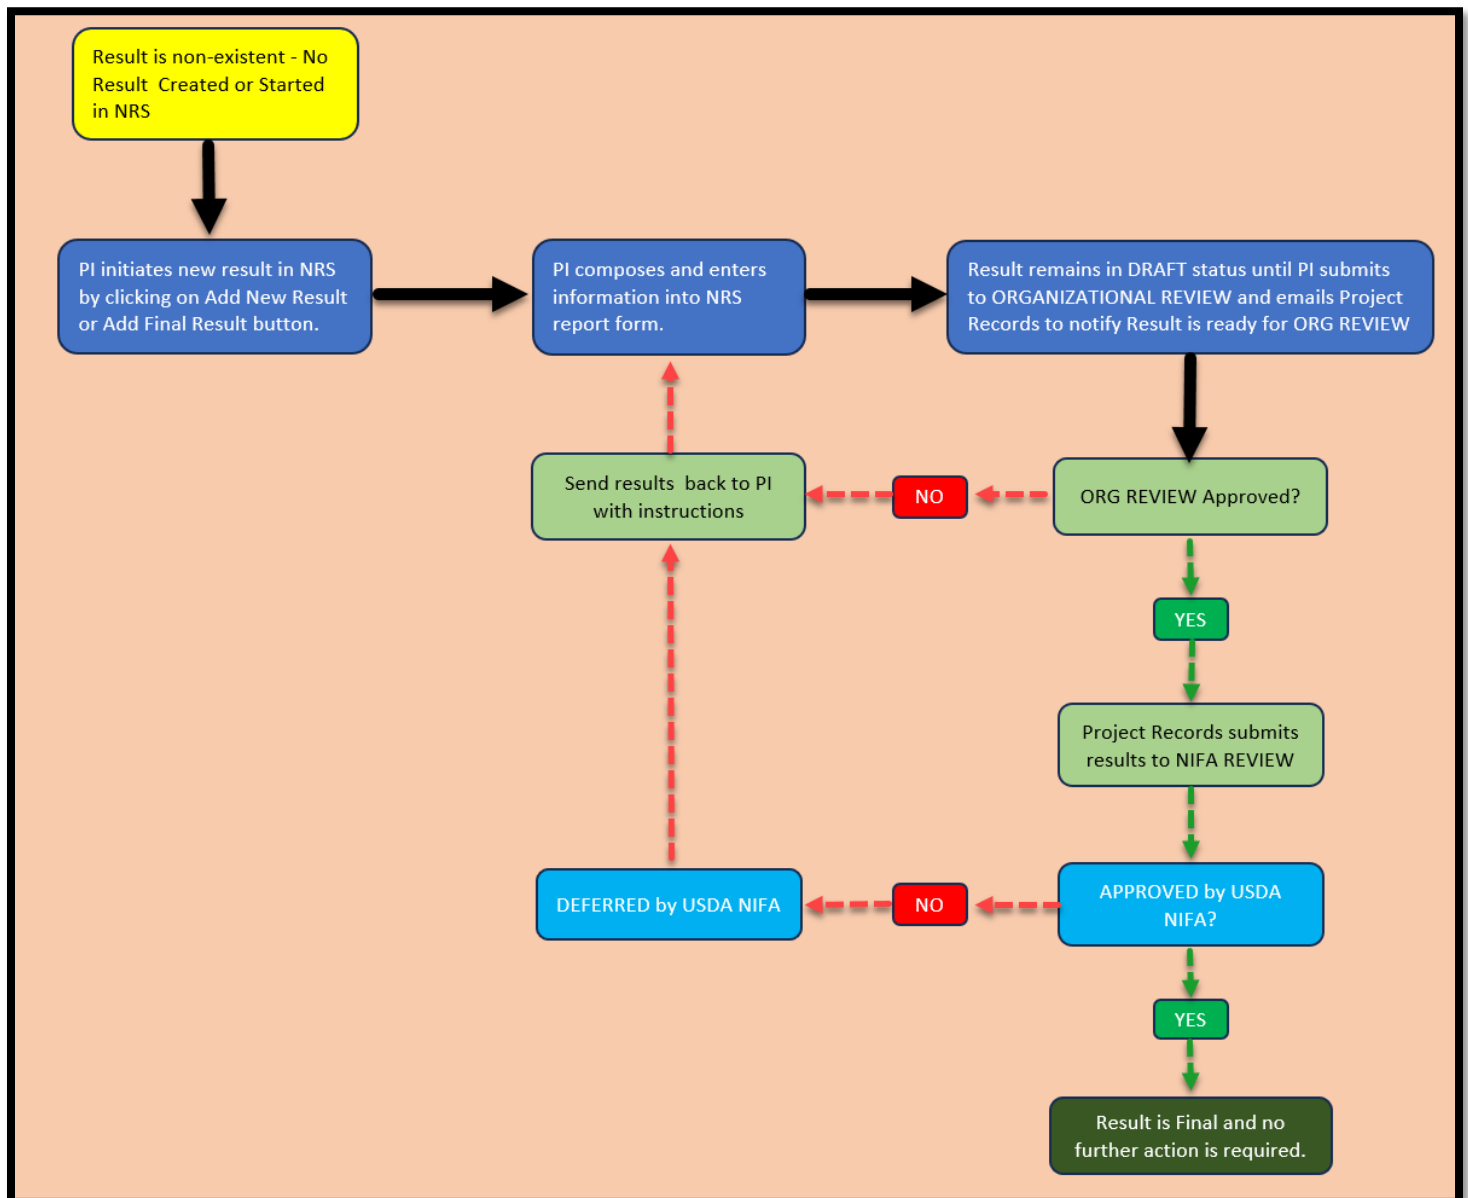 Result is non-existent - No
Result  Created or Started
in NRS
PI initiates new result in NRS
by clicking on Add New Result
or Add Final Result button.
PI composes and enters
information into NRS
report form.
Result remains in DRAFT status until PI submits
to ORGANIZATIONAL REVIEW and emails Project
Records to notify Result is ready for ORG REVIEW
Send results  back to PI
with instructions
NO
ORG REVIEW Approved?
YES
Project Records submits
results to NIFA REVIEW
DEFERRED by USDA NIFA
NO
APPROVED by USDA
NIFA?
YES
Result is Final and no
further action is required.